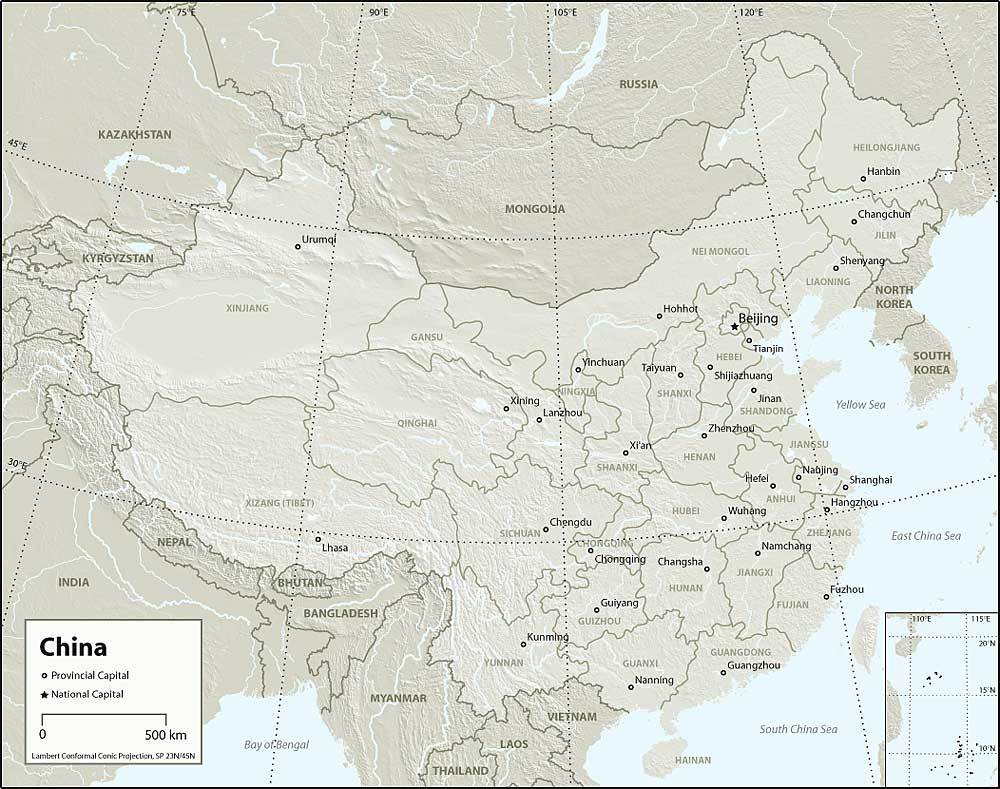 75°E
90°E
105°E
120°E
RUSSIA
KAZAKHSTAN
45°E
HEILONGJIANG
Hanbin
MONGOLIA
Changchun
JILIN
Urumqi
NEI MONGOL
KYRGYZSTAN
Shenyang
LIAONING
NORTH
KOREA
XINJIANG
Hohhot
Beijing
GANSU
Tianjin
HEBEI
SOUTH
KOREA
Yinchuan
Taiyuan
Shijiazhuang
NINGXIA
SHANXI
Jinan
Xining
Lanzhou
SHANDONG
Yellow Sea
QINGHAI
Zhenzhou
Xi'an
JIANGSU
HENAN
30°E
SHAANXI
Nanjing
Hefei
Shanghai
ANHUI
XIZANG (TIBET)
Hangzhou
HUBEI
Wuhang
Chengdu
SICHUAN
ZHEJIANG
East China Sea
NEPAL
Lhasa
CHONGQING
Chongqing
Namchang
Changsha
JIANGXI
INDIA
BHUTAN
HUNAN
Fuzhou
Guiyang
FUJIAN
BANGLADESH
GUIZHOU
110°E
115°E
Kunming
20°N
China
GUANGDONG
YUNNAN
GUANXI
Guangzhou
Provincial Capital
Nanning
National Capital
15°N
MYANMAR
VIETNAM
0
500 km
South China Sea
Bay of Bengal
LAOS
10°N
Lambert Conformal Conic Projection, SP 23N/45N
HAINAN
THAILAND